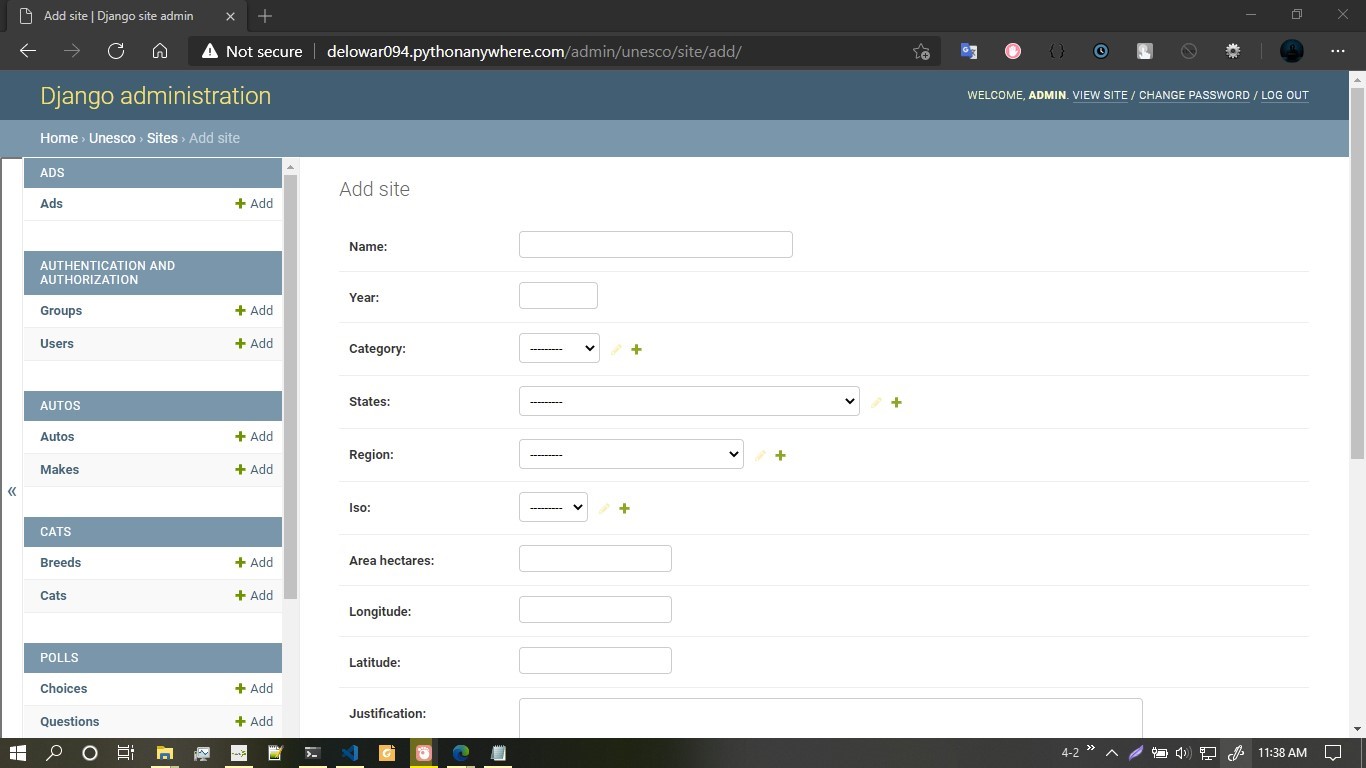 Add site | Django site admin
Not secure
delowar094.pythonanywhere.com/admin/unesco/site/add/
Django administration
WELCOME, ADMIN. VIEW SITE / CHANGE PASSWORD / LOG OUT
Home › Unesco › Sites › Add site
ADS
Ads Add
AUTHENTICATION AND
AUTHORIZATION
Groups Add
Users Add
AUTOS
Autos Add
Makes Add
«
CATS
Breeds Add
Cats Add
POLLS
Choices Add
Questions Add
Add site
Name:
Year:
Category: ---------
States: ---------
Region: ---------
Iso: ---------
Area hectares:
Longitude:
Latitude:
Justification:
4-2 »
11:38 AM